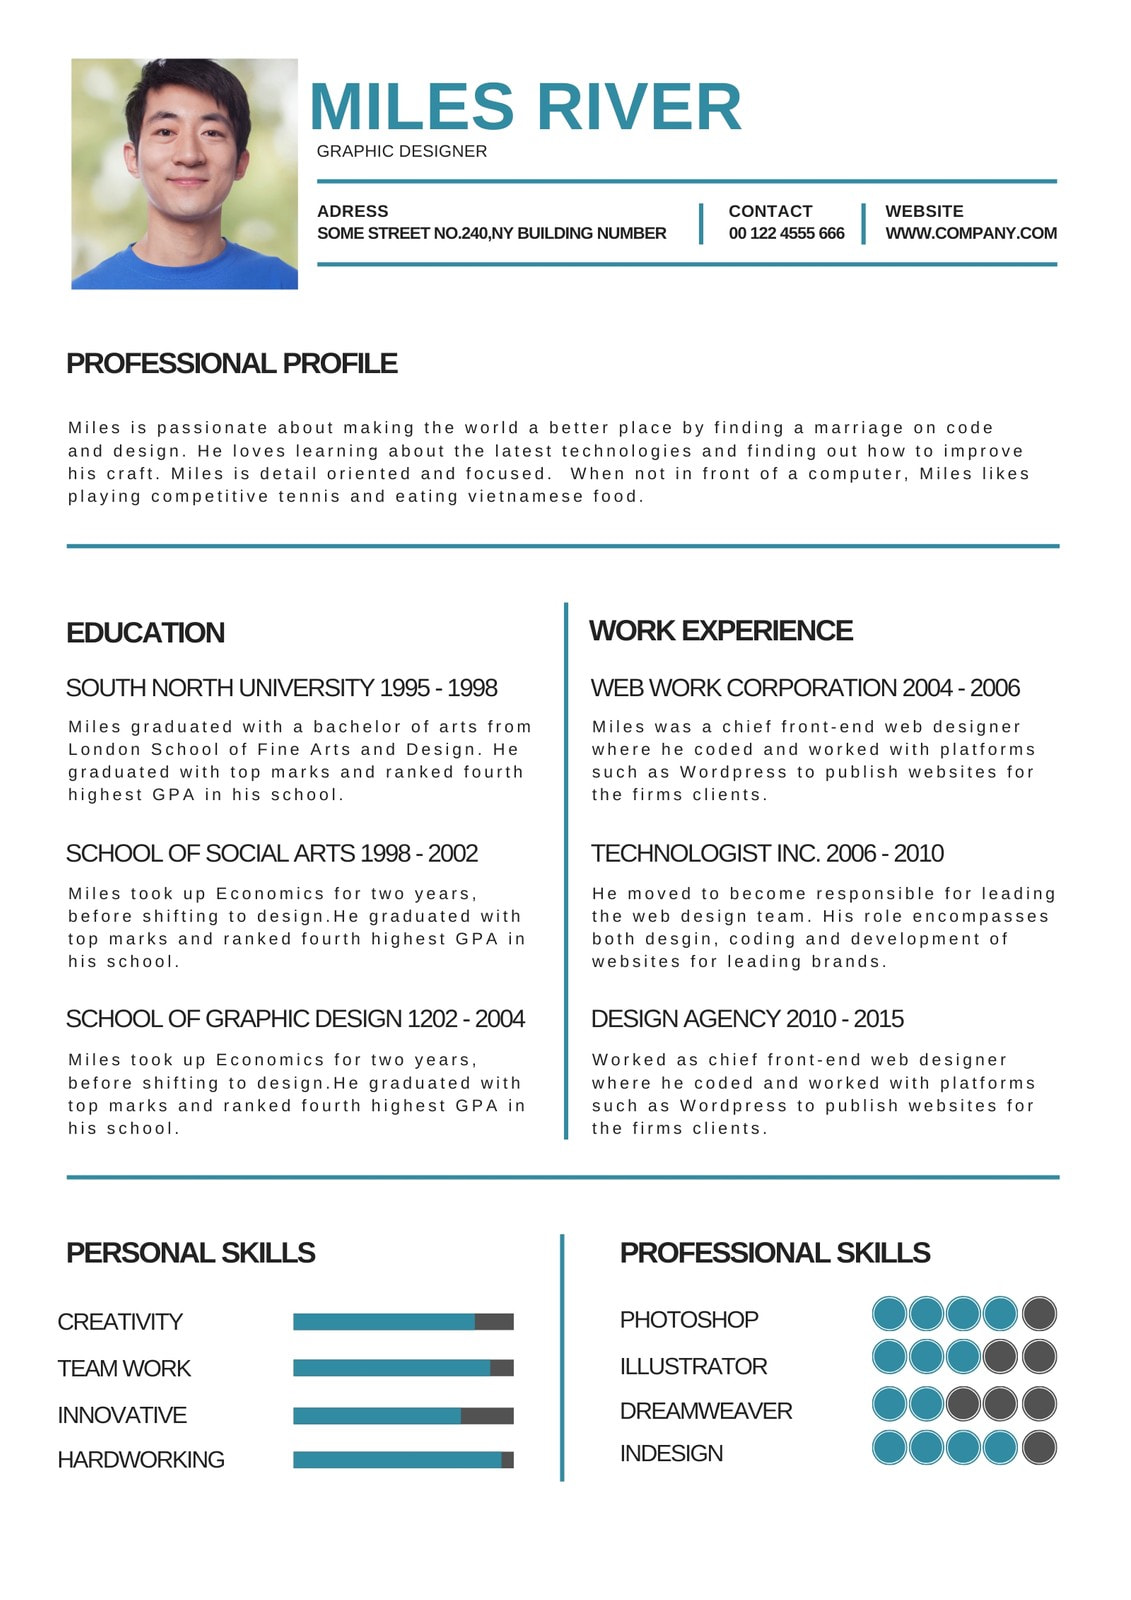 MILES RIVER
GRAPHIC DESIGNER
ADRESS
SOME STREET NO.240,NY BUILDING NUMBER
CONTACT
00 122 4555 666
WEBSITE
WWW.COMPANY.COM
PROFESSIONAL PROFILE
Miles is passionate about making the world a better place by finding a marriage on code
and design. He loves learning about the latest technologies and finding out how to improve
his craft. Miles is detail oriented and focused.  When not in front of a computer, Miles likes
playing competitive tennis and eating vietnamese food.
EDUCATION
SOUTH NORTH UNIVERSITY 1995 - 1998
Miles graduated with a bachelor of arts from
London School of Fine Arts and Design. He
graduated with top marks and ranked fourth
highest GPA in his school.
SCHOOL OF SOCIAL ARTS 1998 - 2002
Miles took up Economics for two years,
before shifting to design.He graduated with
top marks and ranked fourth highest GPA in
his school.
SCHOOL OF GRAPHIC DESIGN 1202 - 2004
Miles took up Economics for two years,
before shifting to design.He graduated with
top marks and ranked fourth highest GPA in
his school.
WORK EXPERIENCE
WEB WORK CORPORATION 2004 - 2006
Miles was a chief front-end web designer
where he coded and worked with platforms
such as Wordpress to publish websites for
the firms clients.
TECHNOLOGIST INC. 2006 - 2010
He moved to become responsible for leading
the web design team. His role encompasses
both desgin, coding and development of
websites for leading brands.
DESIGN AGENCY 2010 - 2015
Worked as chief front-end web designer
where he coded and worked with platforms
such as Wordpress to publish websites for
the firms clients.
PERSONAL SKILLS
CREATIVITY
TEAM WORK
INNOVATIVE
HARDWORKING
PROFESSIONAL SKILLS
PHOTOSHOP
ILLUSTRATOR
DREAMWEAVER
INDESIGN